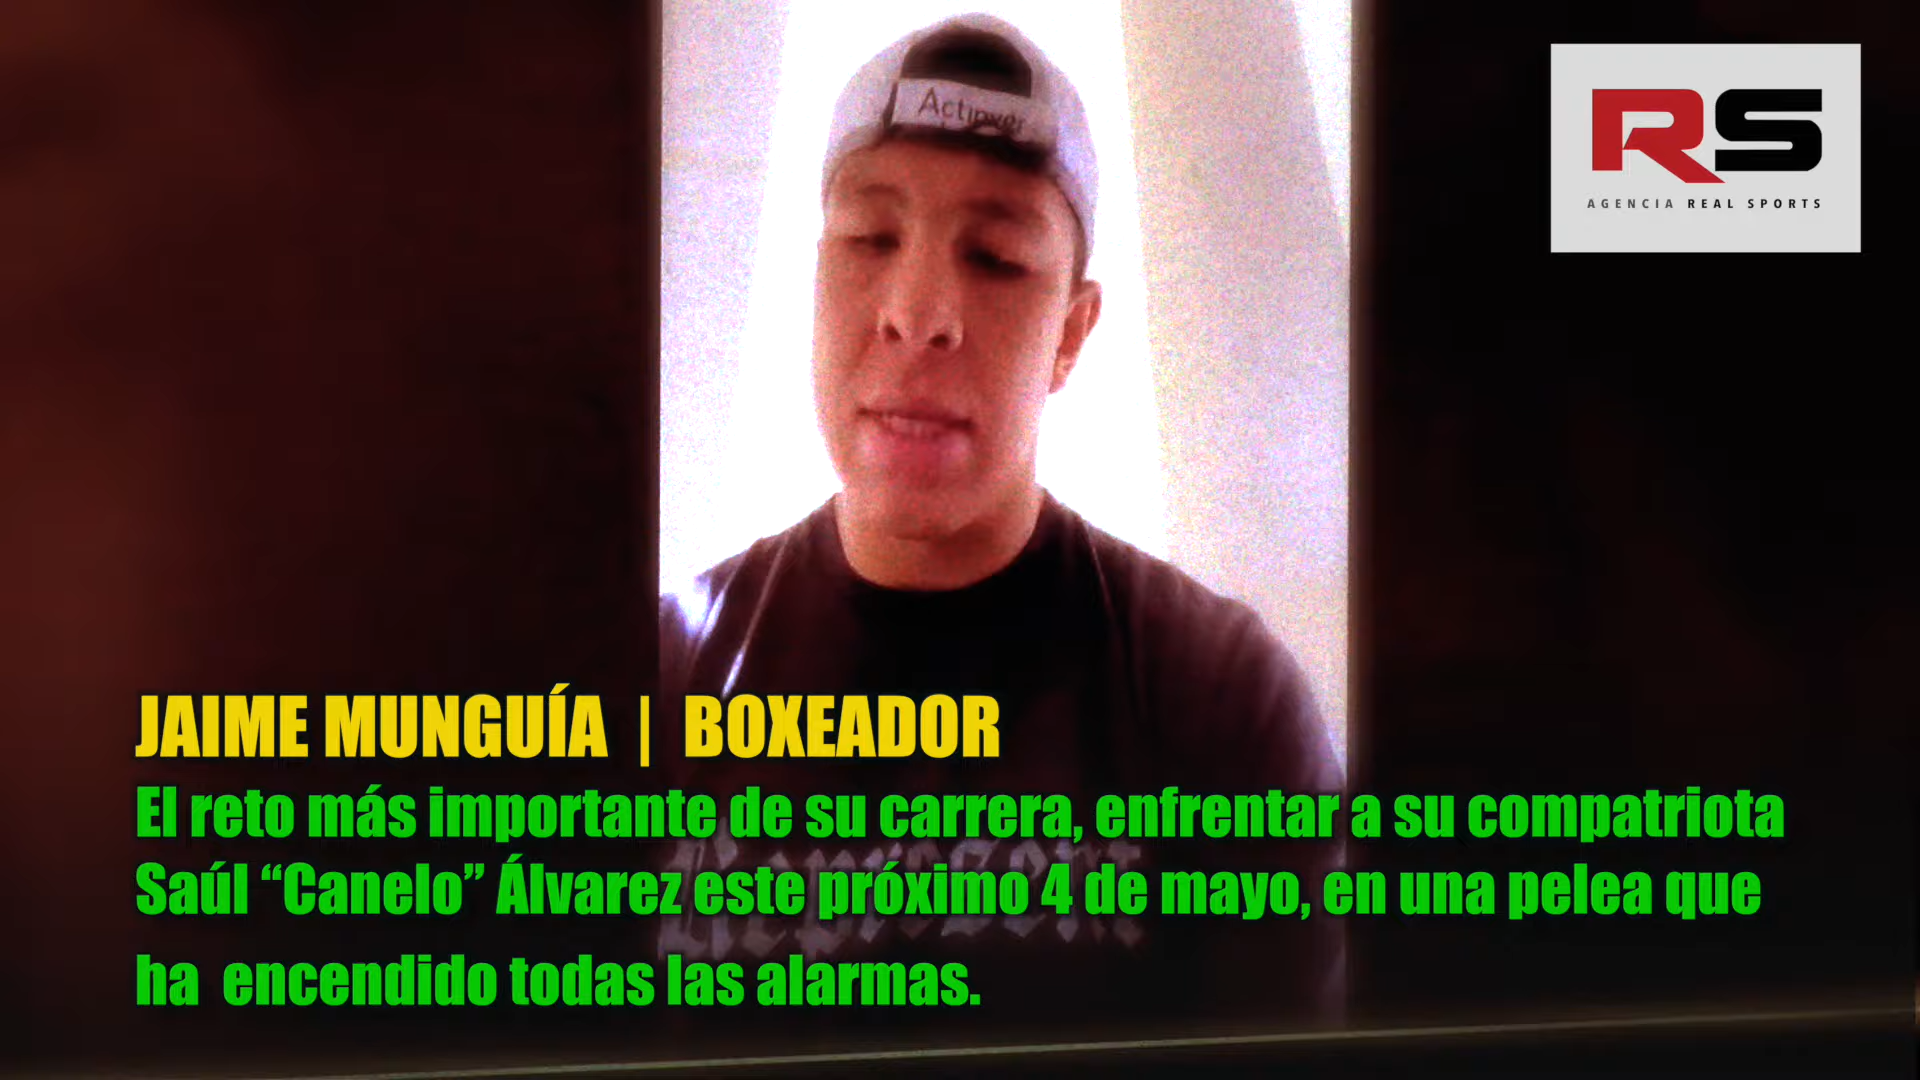 Actinver
RS
AGENCIA REAL SPORTS
JAIME MUNGUÍA | BOXEADOR
El reto más importante de su carrera, enfrentar a su compatriota
Saúl “Canelo” Álvarez este próximo 4 de mayo, en una pelea que
ha encendido todas las alarmas.
Represent